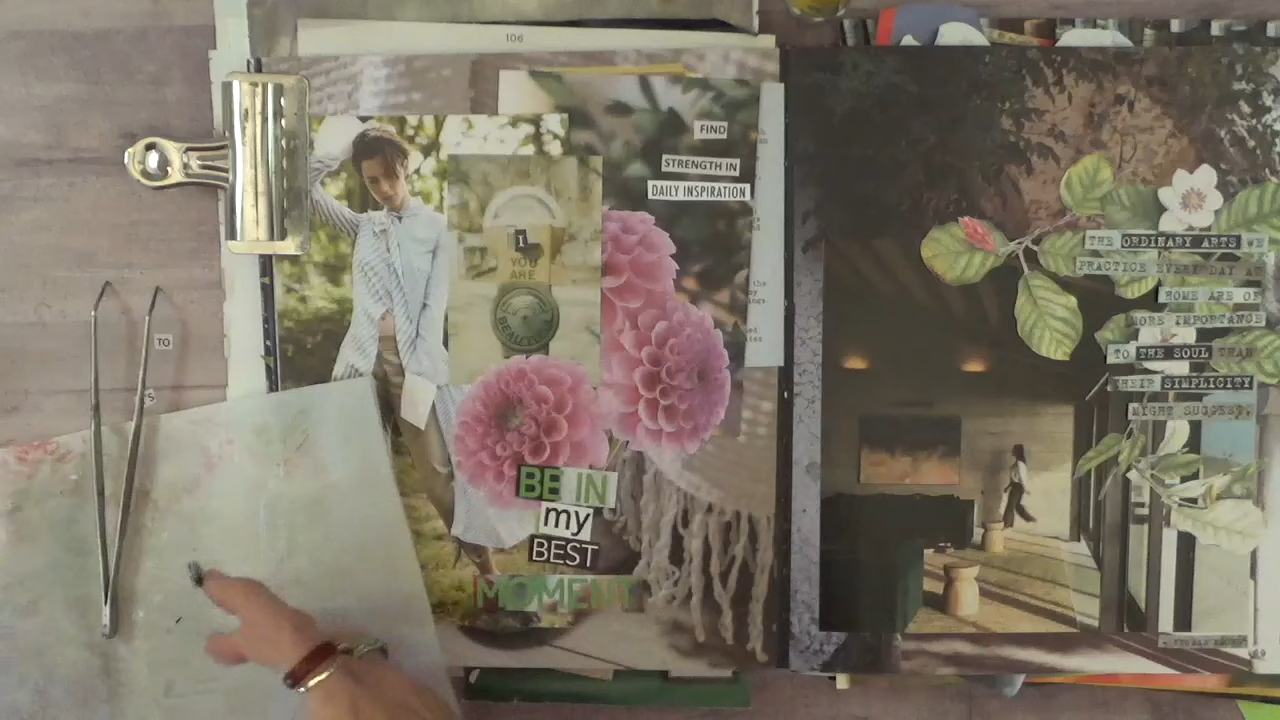 106
FIND
STRENGTH IN
DAILY INSPIRATION
I
YOU
ARE
BEAUTIFUL
TO
S
BE IN
my
BEST
MOMENT
THE ORDINARY ARTS WE
PRACTICE EVERY DAY AT
HOME ARE OF
MORE IMPORTANCE
TO THE SOUL THAN
THEIR SIMPLICITY
MIGHT SUGGEST.